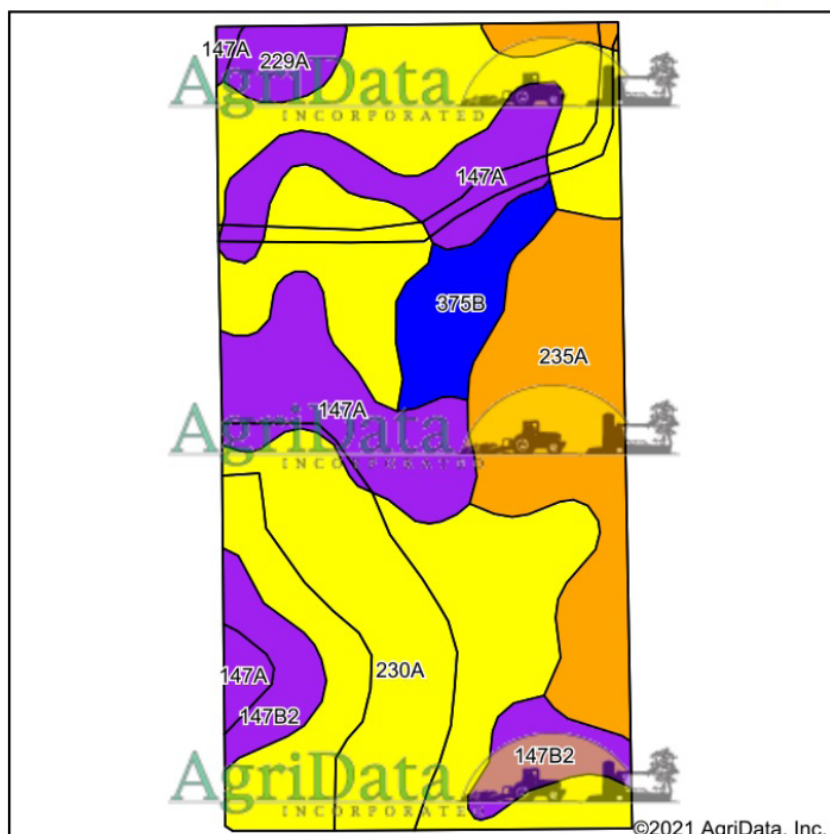 147A
229A
AgriData
INCORPORATED
147A
375B
235A
147A
AgriData
INCORPORATED
147A
230A
147B2
147B2
AgriData
INCORPORATED
©2021 AgriData, Inc.